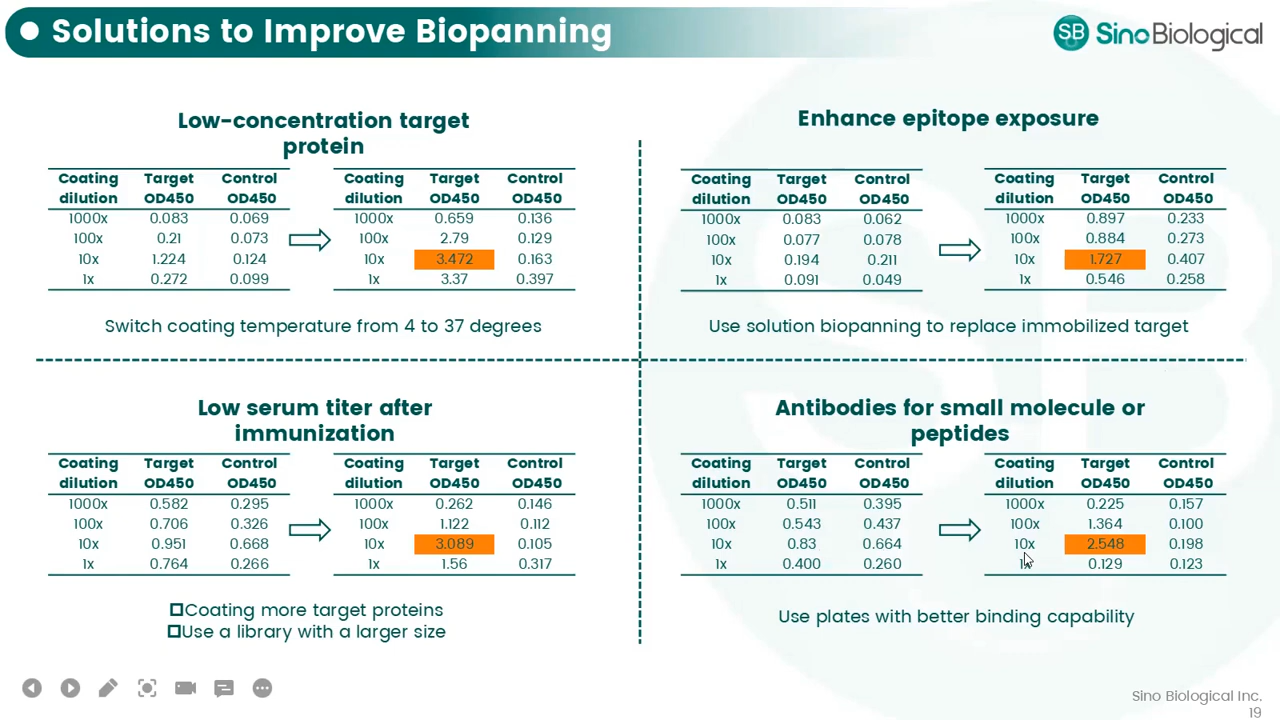 Solutions to Improve Biopanning
SB SinoBiological
Low-concentration target
protein
Coating Target Control
dilution OD450 OD450
1000x 0.083 0.069
100x 0.21 0.073
10x 1.224 0.124
1x 0.272 0.099
Coating Target Control
dilution OD450 OD450
1000x 0.659 0.136
100x 2.79 0.129
10x 3.472 0.163
1x 3.37 0.397
Switch coating temperature from 4 to 37 degrees
Enhance epitope exposure
Coating Target Control
dilution OD450 OD450
1000x 0.083 0.062
100x 0.077 0.078
10x 0.194 0.211
1x 0.091 0.049
Coating Target Control
dilution OD450 OD450
1000x 0.897 0.233
100x 0.884 0.273
10x 1.727 0.407
1x 0.546 0.258
Use solution biopanning to replace immobilized target
Low serum titer after
immunization
Coating Target Control
dilution OD450 OD450
1000x 0.582 0.295
100x 0.706 0.326
10x 0.951 0.668
1x 0.764 0.266
Coating Target Control
dilution OD450 OD450
1000x 0.262 0.146
100x 1.122 0.112
10x 3.089 0.105
1x 1.56 0.317
Coating more target proteins
Use a library with a larger size
Antibodies for small molecule or
peptides
Coating Target Control
dilution OD450 OD450
1000x 0.511 0.395
100x 0.543 0.437
10x 0.83 0.664
1x 0.400 0.260
Coating Target Control
dilution OD450 OD450
1000x 0.225 0.157
100x 1.364 0.100
10x 2.548 0.198
1x 0.129 0.123
Use plates with better binding capability
Sino Biological Inc.
19